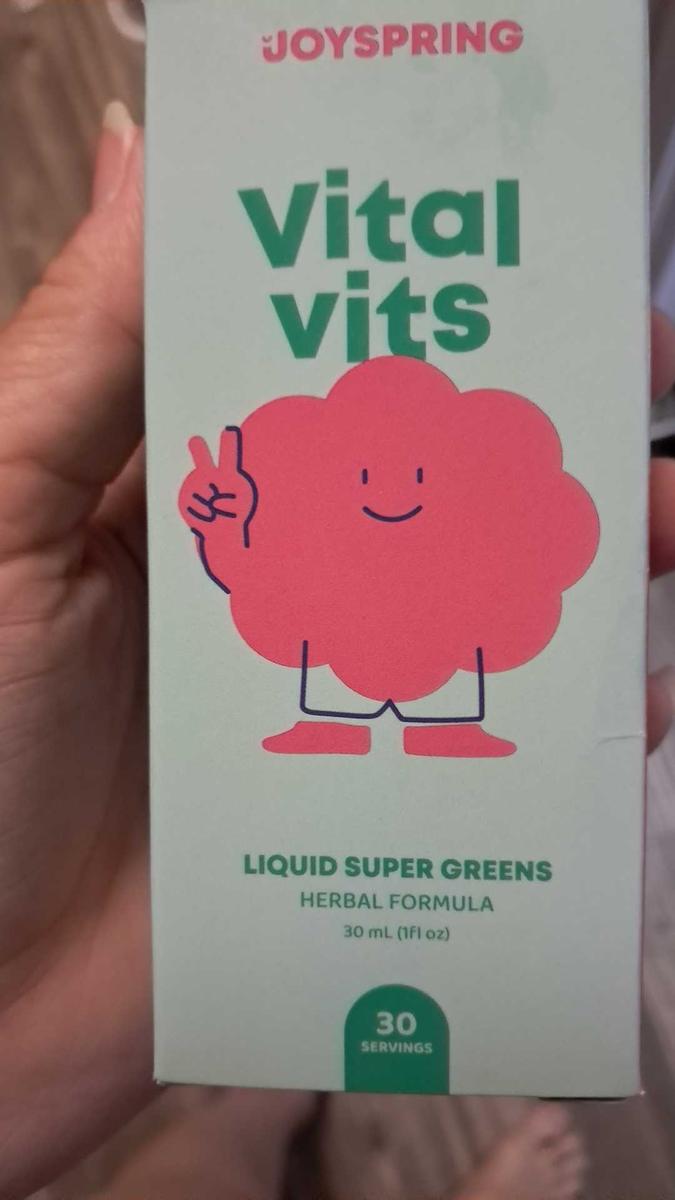 JOYSPRING
Vital
vits
LIQUID SUPER GREENS
HERBAL FORMULA
30 mL (1fl oz)
30
SERVINGS